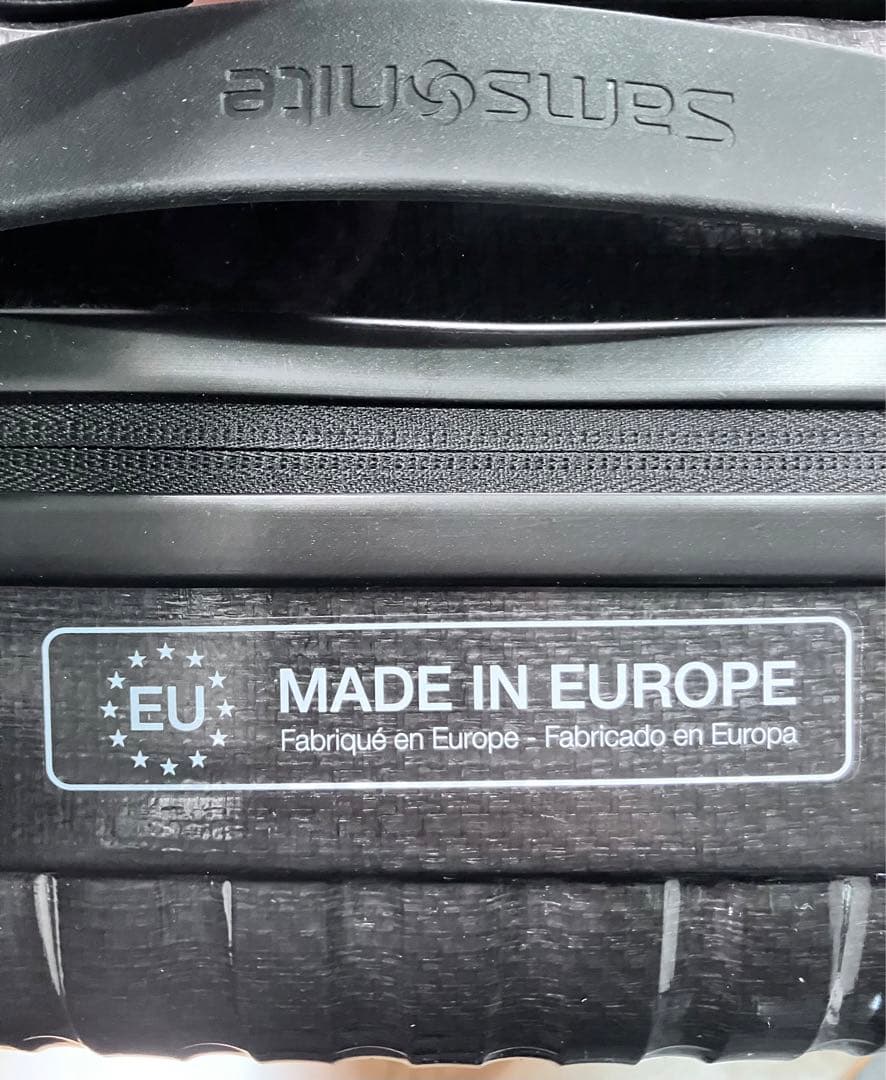 Samsonite
EU
MADE IN EUROPE
Fabriqué en Europe - Fabricado en Europa